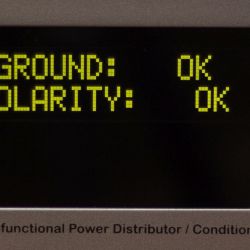 GROUND: OK
OLARITY: OK
functional Power Distributor / Condition